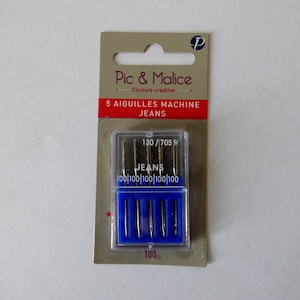 Pic & Malice
Couture créative
5 AIGUILLES MACHINE
JEANS
130 / 705 H
JEANS
100 100 100 100 100
100